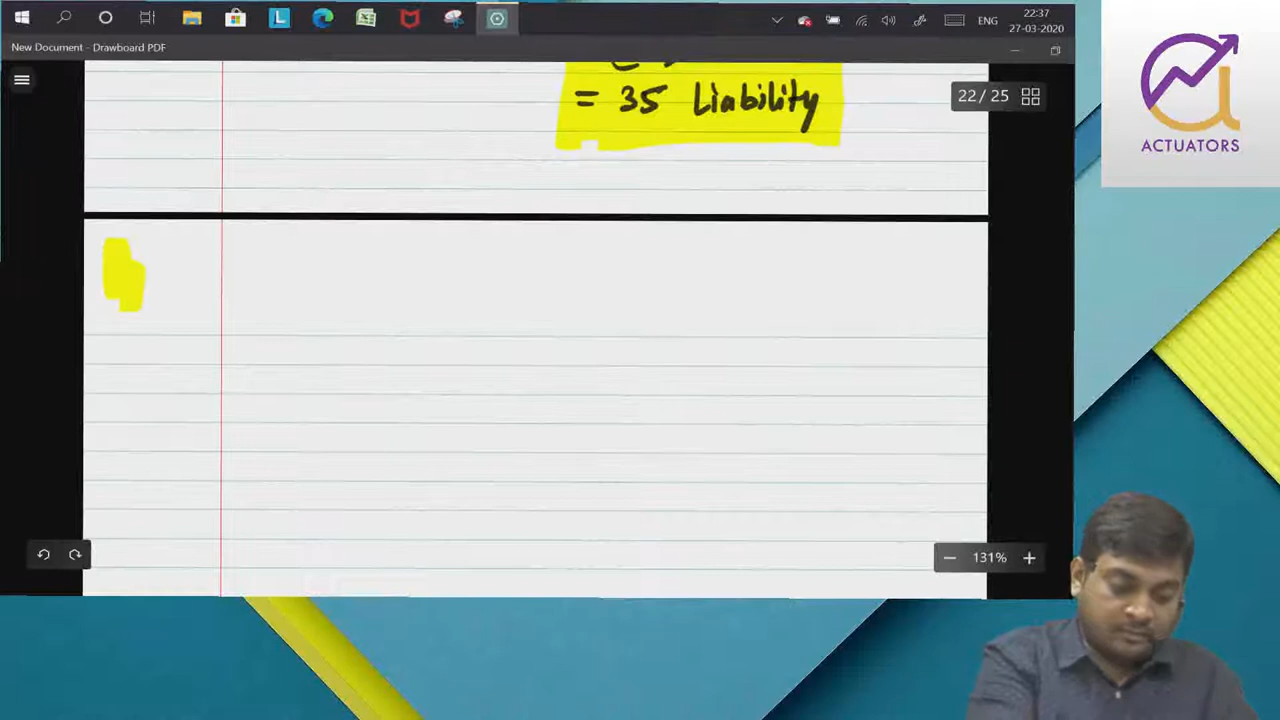 ENG
22:37
27-03-2020
New Document - Drawboard PDF
= 35 Liability
22 / 25
ACTUATORS
131%